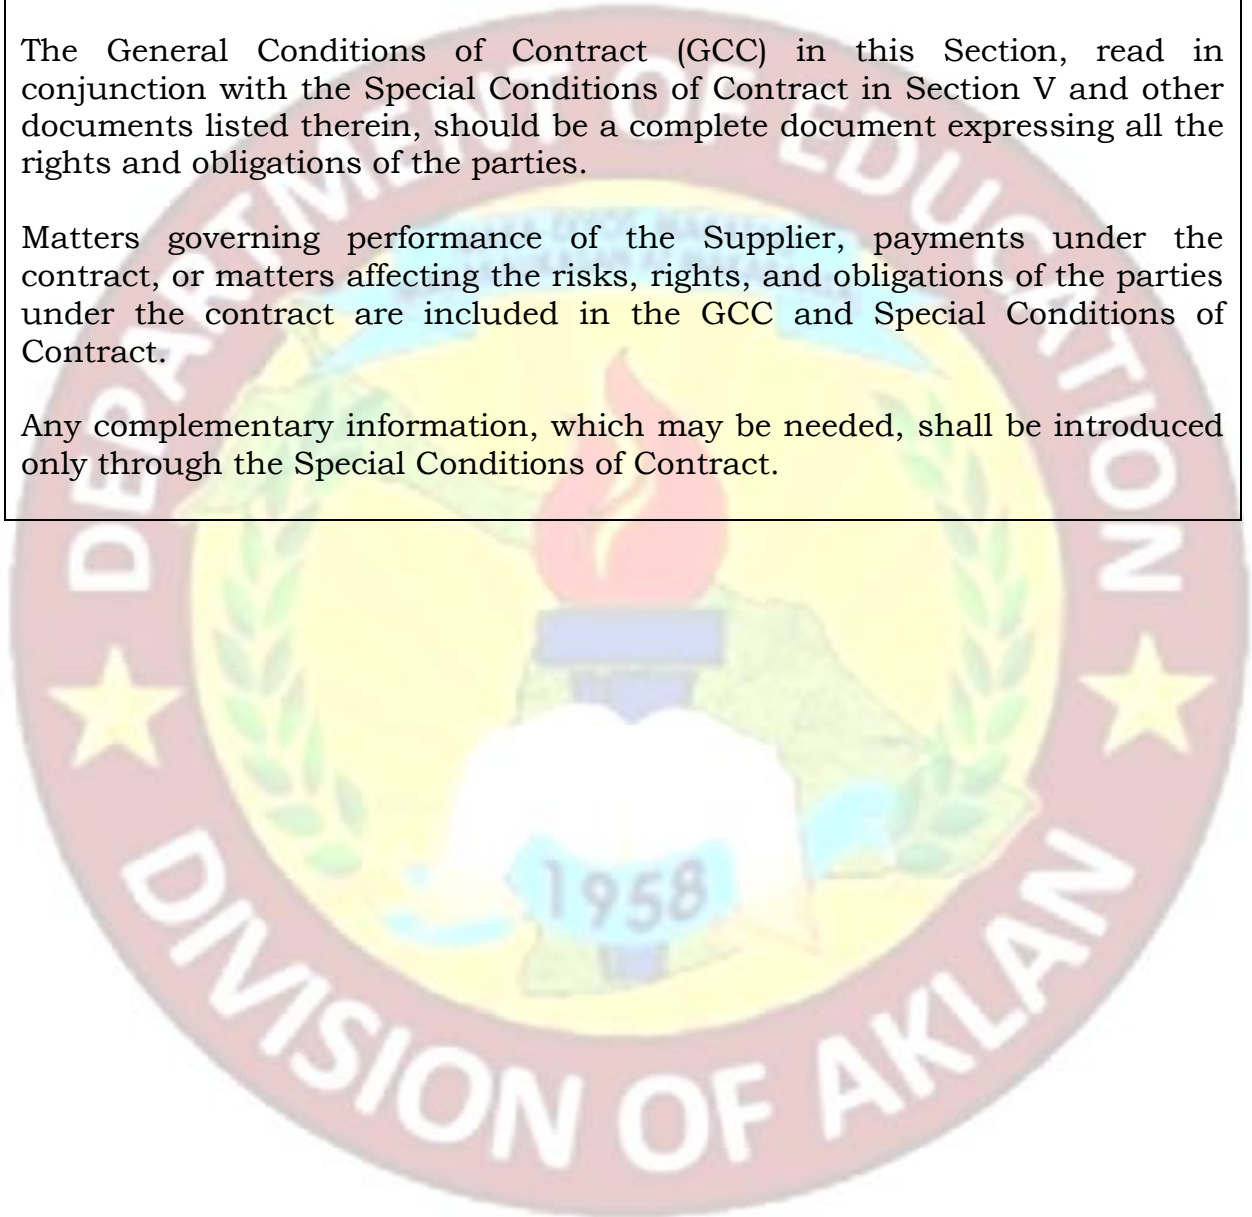 The General Conditions of Contract (GCC) in this Section, read in
conjunction with the Special Conditions of Contract in Section V and other
documents listed therein, should be a complete document expressing all the
rights and obligations of the parties.
Matters governing performance of the Supplier, payments under the
contract, or matters affecting the risks, rights, and obligations of the parties
under the contract are included in the GCC and Special Conditions of
Contract.
Any complementary information, which may be needed, shall be introduced
only through the Special Conditions of Contract.
DEPARTMENT OF EDUCATION
1958
DIVISION OF AKLAN